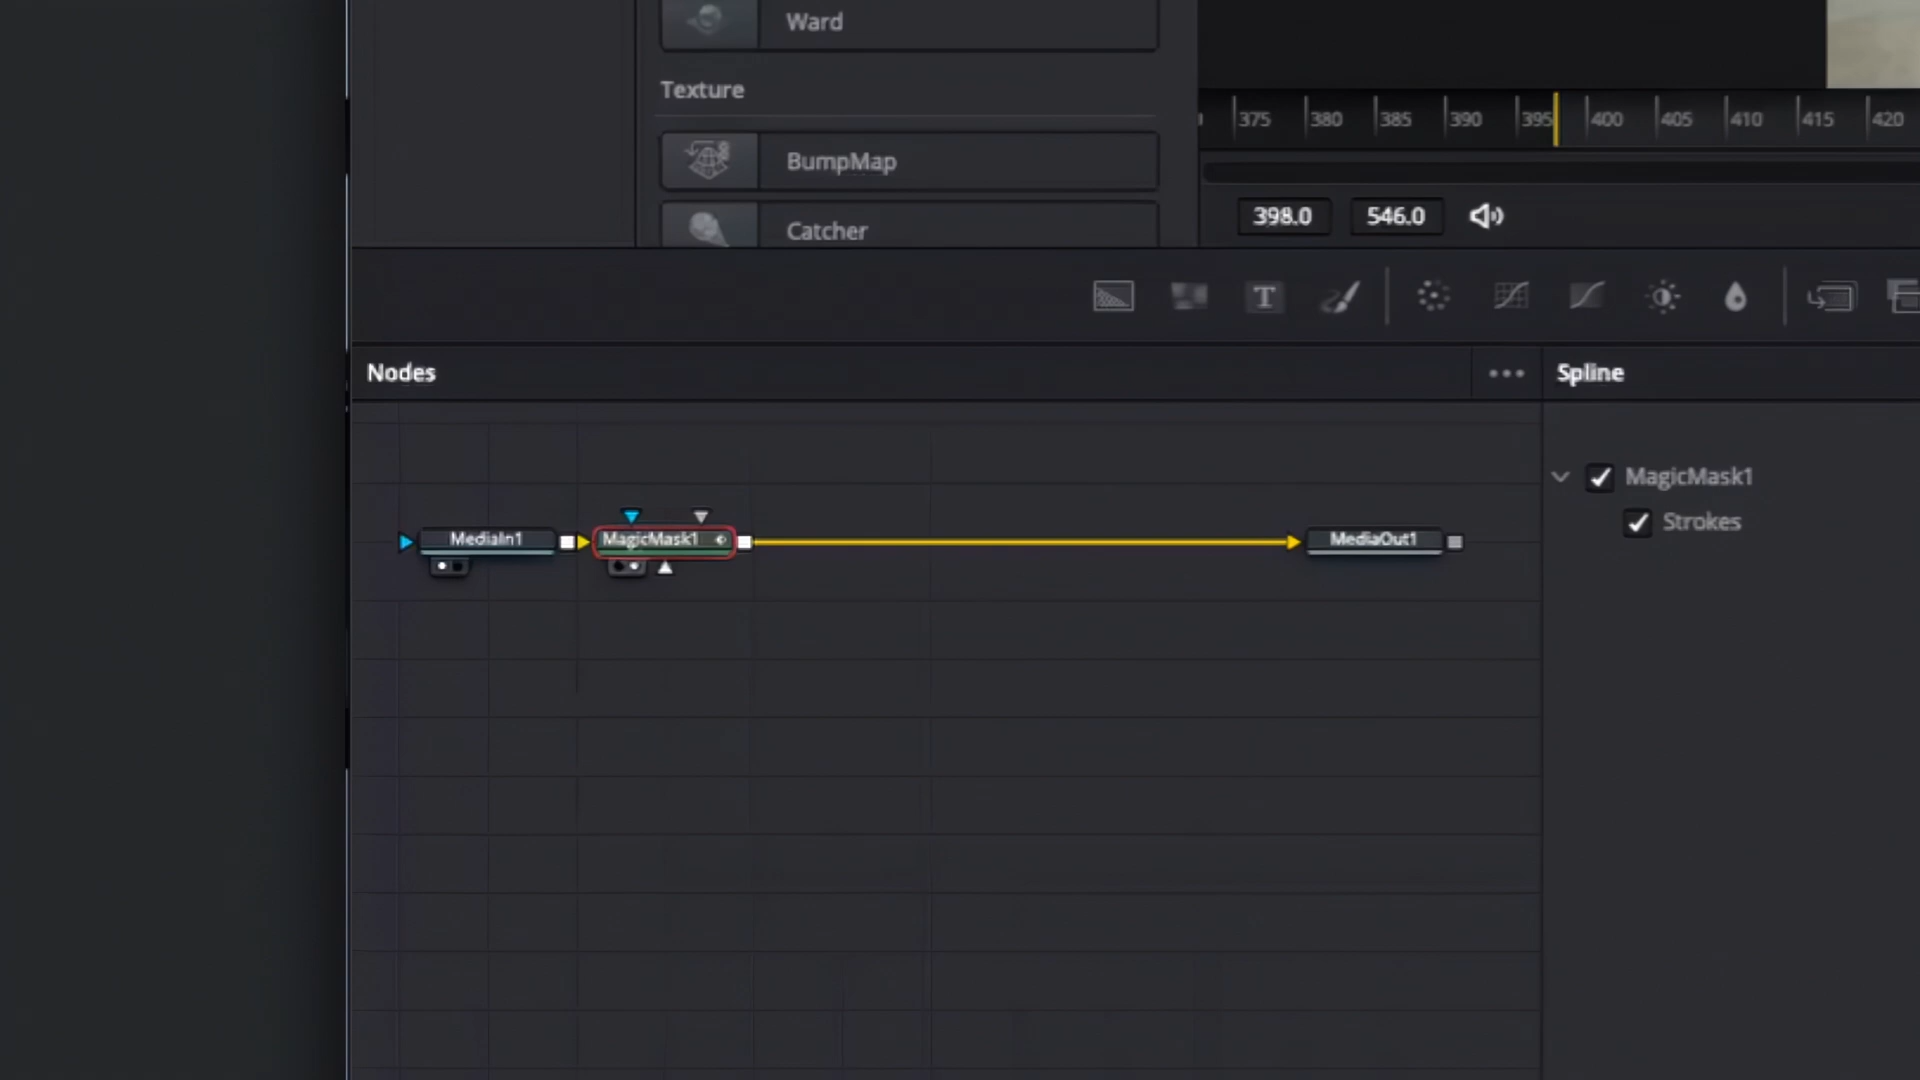 Ward
Texture
BumpMap
Catcher
375 380 385 390 395 400 405 410 415 420
398.0 546.0
T
Nodes
Spline
MediaIn1
MagicMask1
MediaOut1
MagicMask1
Strokes